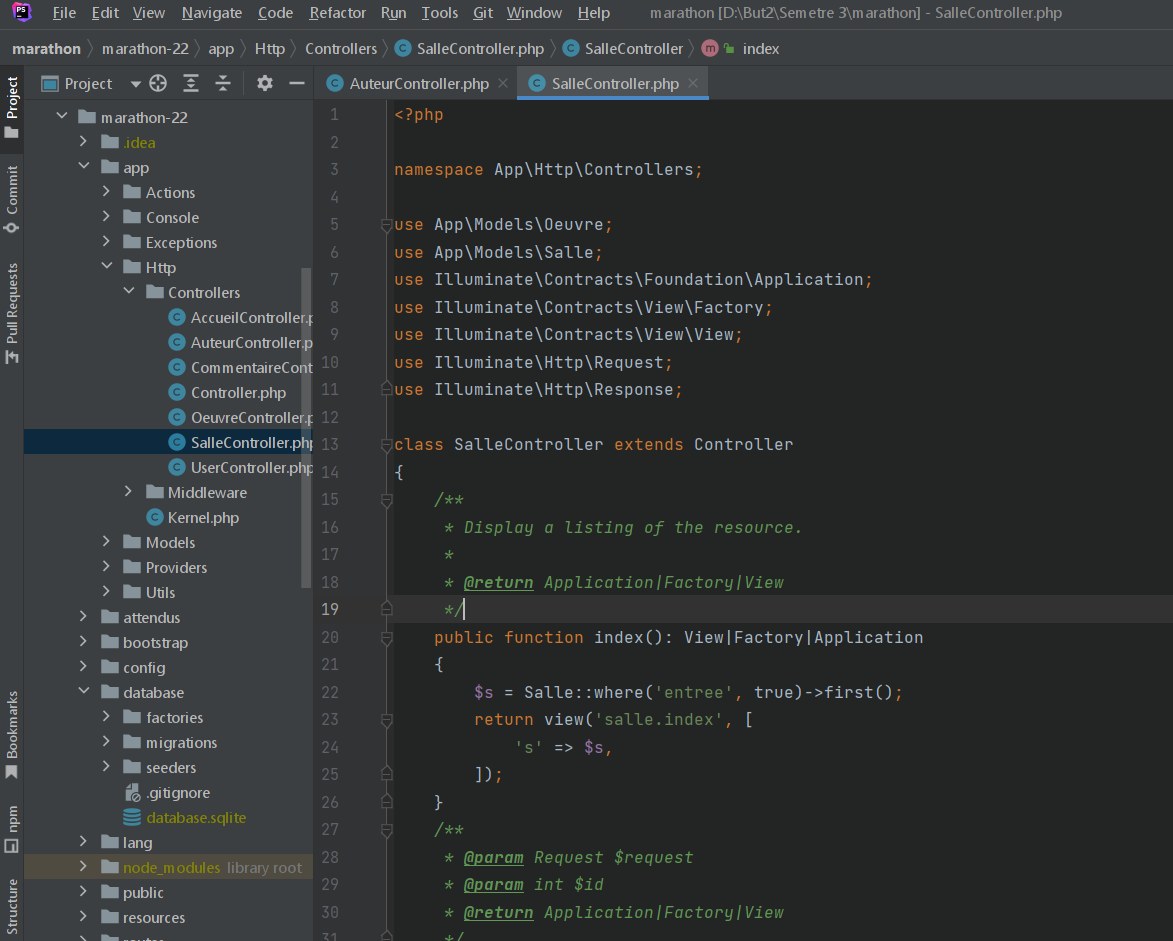 PS File Edit View Navigate Code Refactor Run Tools Git Window Help marathon [D:\But2\Semetre 3\marathon] - SalleController.php
marathon marathon-22 app Http Controllers C SalleController.php C SalleController m index
Project
Commit
Pull Requests
Bookmarks
npm
Structure
Project
marathon-22
.idea
app
Actions
Console
Exceptions
Http
Controllers
C AccueilController.p
C AuteurController.p
C CommentaireCont
C Controller.php
C OeuvreController.p
C SalleController.php
C UserController.php
Middleware
C Kernel.php
Models
Providers
Utils
attendus
bootstrap
config
database
factories
migrations
seeders
.gitignore
database.sqlite
lang
node_modules library root
public
resources
routes
C AuteurController.php C SalleController.php
1 <?php
2
3 namespace App\Http\Controllers;
4
5 use App\Models\Oeuvre;
6 use App\Models\Salle;
7 use Illuminate\Contracts\Foundation\Application;
8 use Illuminate\Contracts\View\Factory;
9 use Illuminate\Contracts\View\View;
10 use Illuminate\Http\Request;
11 use Illuminate\Http\Response;
12
13 class SalleController extends Controller
14 {
15 /**
16 * Display a listing of the resource.
17 *
18 * @return Application|Factory|View
19 */
20 public function index(): View|Factory|Application
21 {
22 $s = Salle::where('entree', true)->first();
23 return view('salle.index', [
24 's' => $s,
25 ]);
26 }
27 /**
28 * @param Request $request
29 * @param int $id
30 * @return Application|Factory|View
31 */